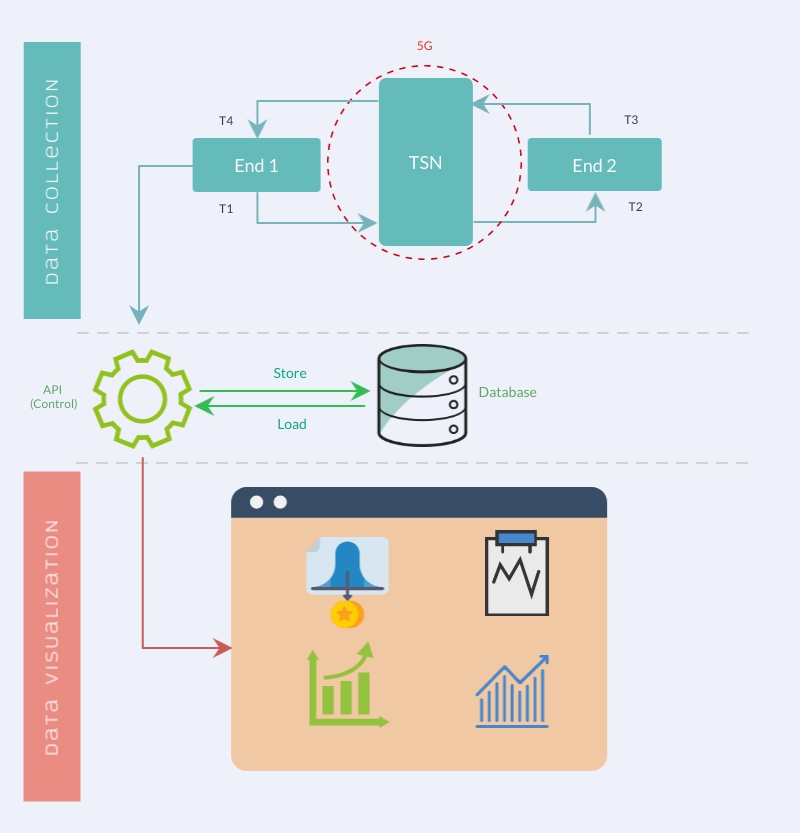 5G
T4
T3
TSN
End 1
End 2
T1
T2
Data Collection
Store
API
(Control)
Database
Load
Data Visualization